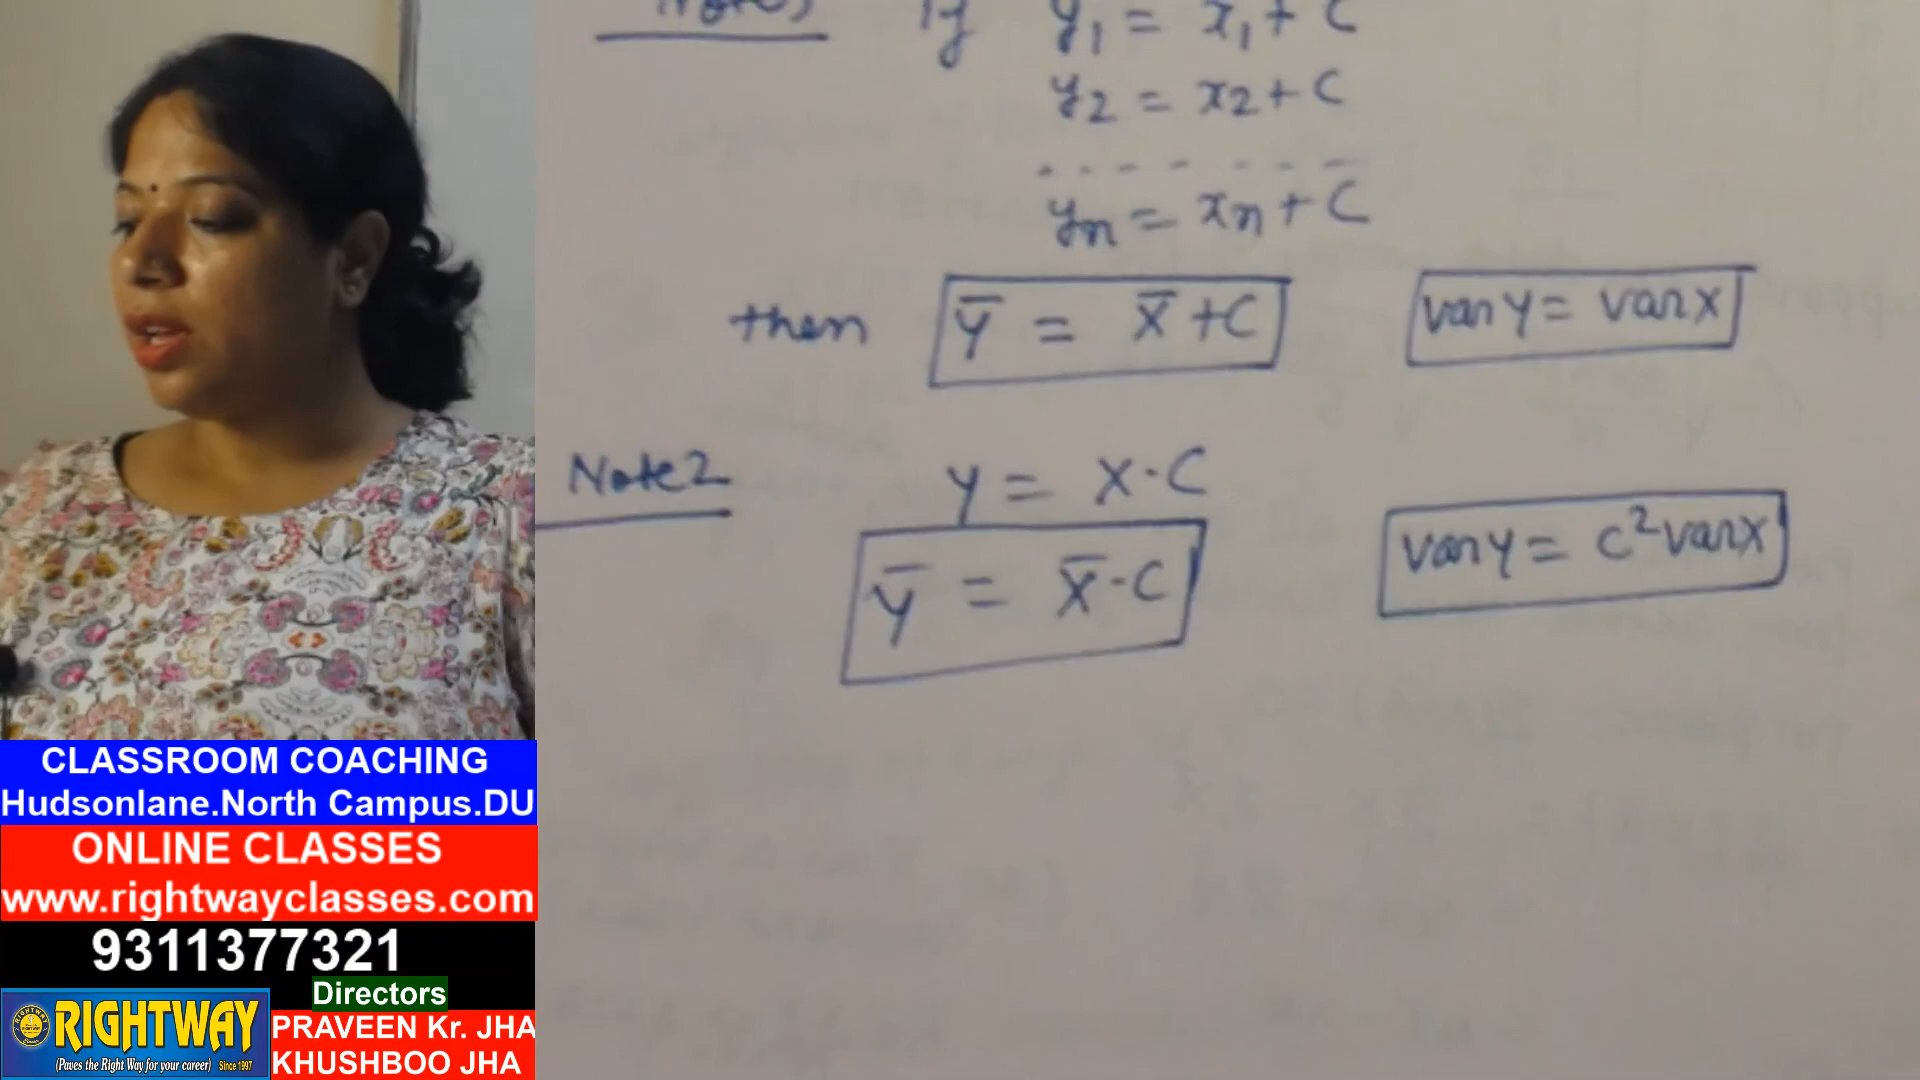 If y1 = x1 + C
y2 = x2 + C
yn = xn + C
then Y̅ = X̅ + C var Y = var X
Note 2 Y = X · C
Y̅ = X̅ · C var Y = C² var X
CLASSROOM COACHING
Hudsonlane.North Campus.DU
ONLINE CLASSES
www.rightwayclasses.com
9311377321
Directors
RIGHTWAY
(Paves the Right Way for your career) Since 1997
PRAVEEN Kr. JHA
KHUSHBOO JHA